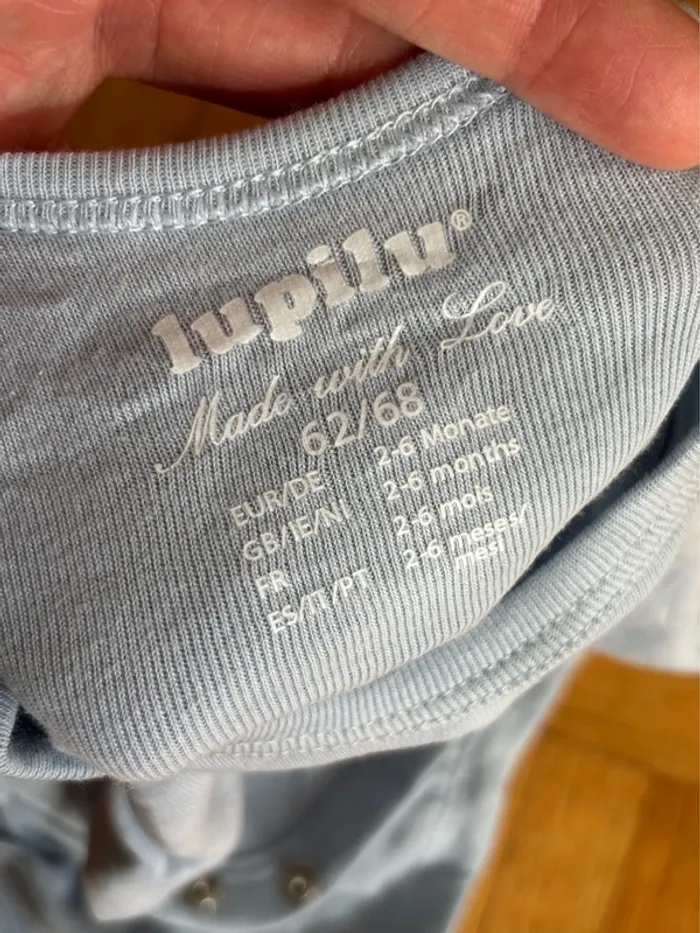 lupilu®
Made with Love
62/68
EUR/DE 2-6 Monate
GB/IE/NI 2-6 months
FR 2-6 mois
ES/IT/PT 2-6 meses/
mesi